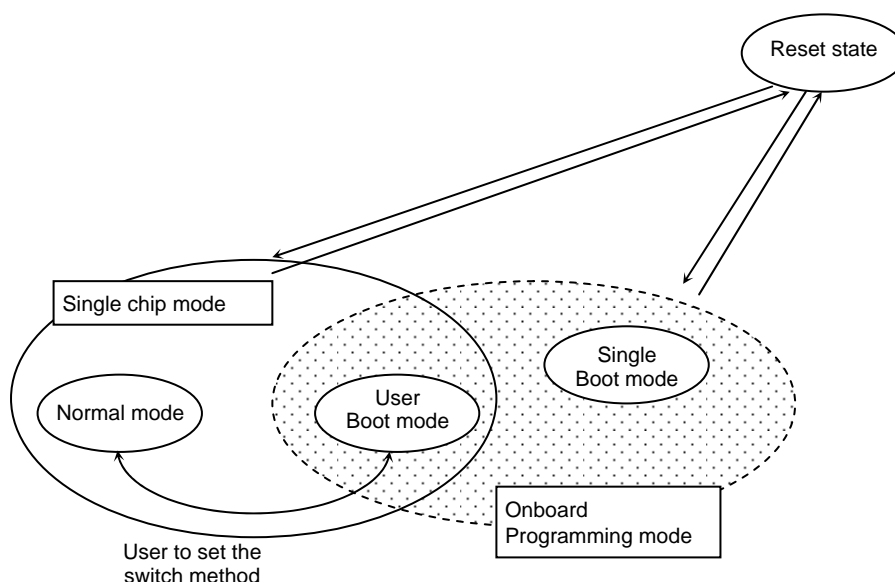 Reset state
Single chip mode
Single
Boot mode
Normal mode
User
Boot mode
Onboard
Programming mode
User to set the
switch method